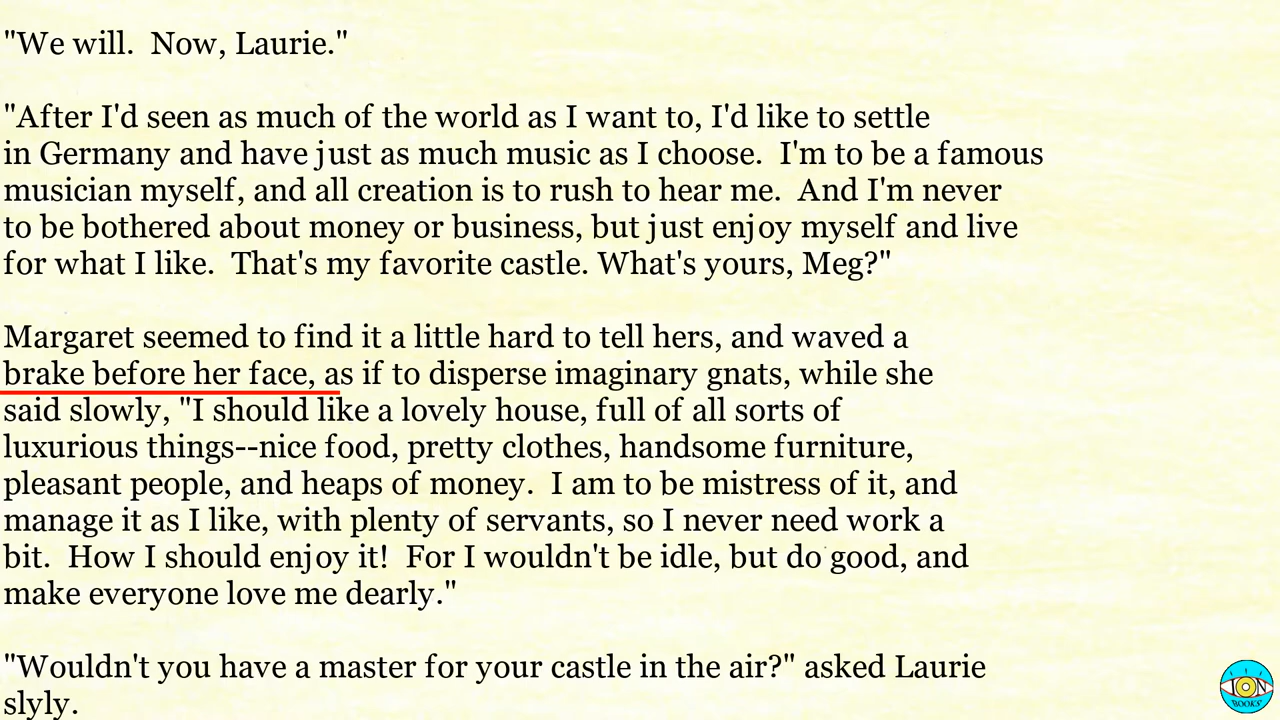 "We will.  Now, Laurie."
"After I'd seen as much of the world as I want to, I'd like to settle
in Germany and have just as much music as I choose.  I'm to be a famous
musician myself, and all creation is to rush to hear me.  And I'm never
to be bothered about money or business, but just enjoy myself and live
for what I like.  That's my favorite castle. What's yours, Meg?"
Margaret seemed to find it a little hard to tell hers, and waved a
brake before her face, as if to disperse imaginary gnats, while she
said slowly, "I should like a lovely house, full of all sorts of
luxurious things--nice food, pretty clothes, handsome furniture,
pleasant people, and heaps of money.  I am to be mistress of it, and
manage it as I like, with plenty of servants, so I never need work a
bit.  How I should enjoy it!  For I wouldn't be idle, but do good, and
make everyone love me dearly."
"Wouldn't you have a master for your castle in the air?" asked Laurie
slyly.
ION
BOOKS